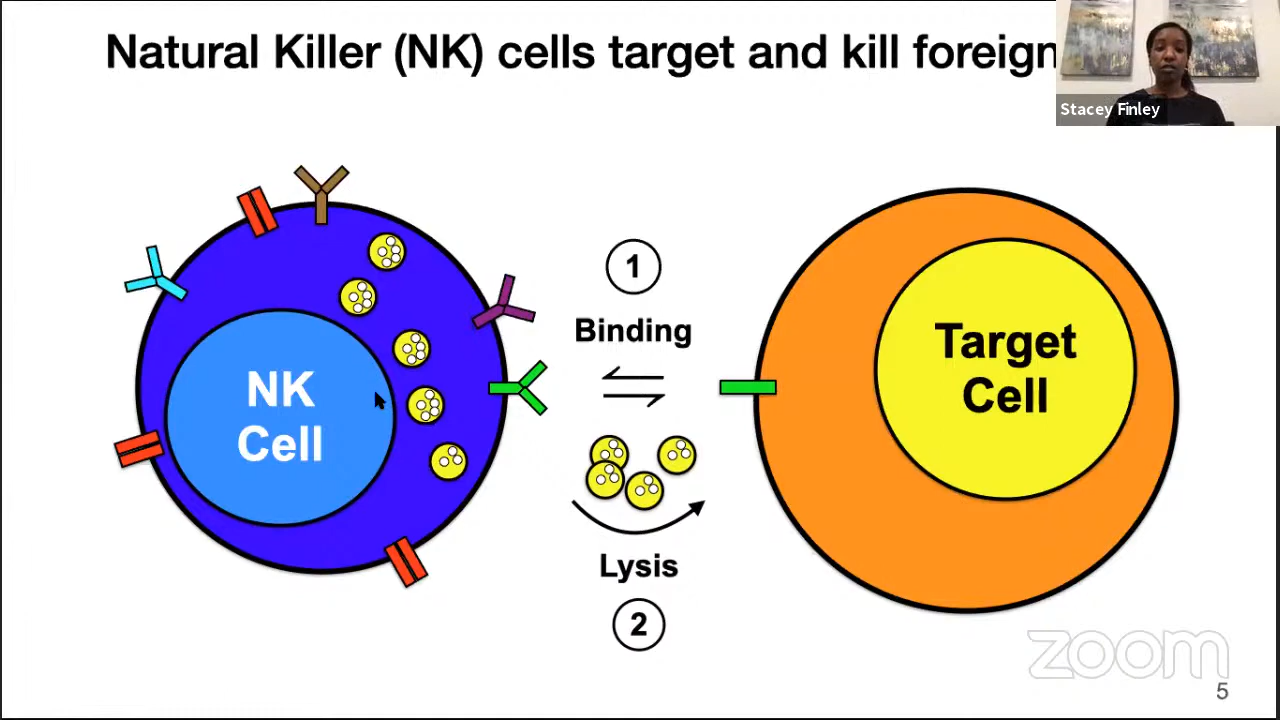 Natural Killer (NK) cells target and kill foreign
Stacey Finley
1
Binding
NK
Cell
Target
Cell
Lysis
2
zoom
5